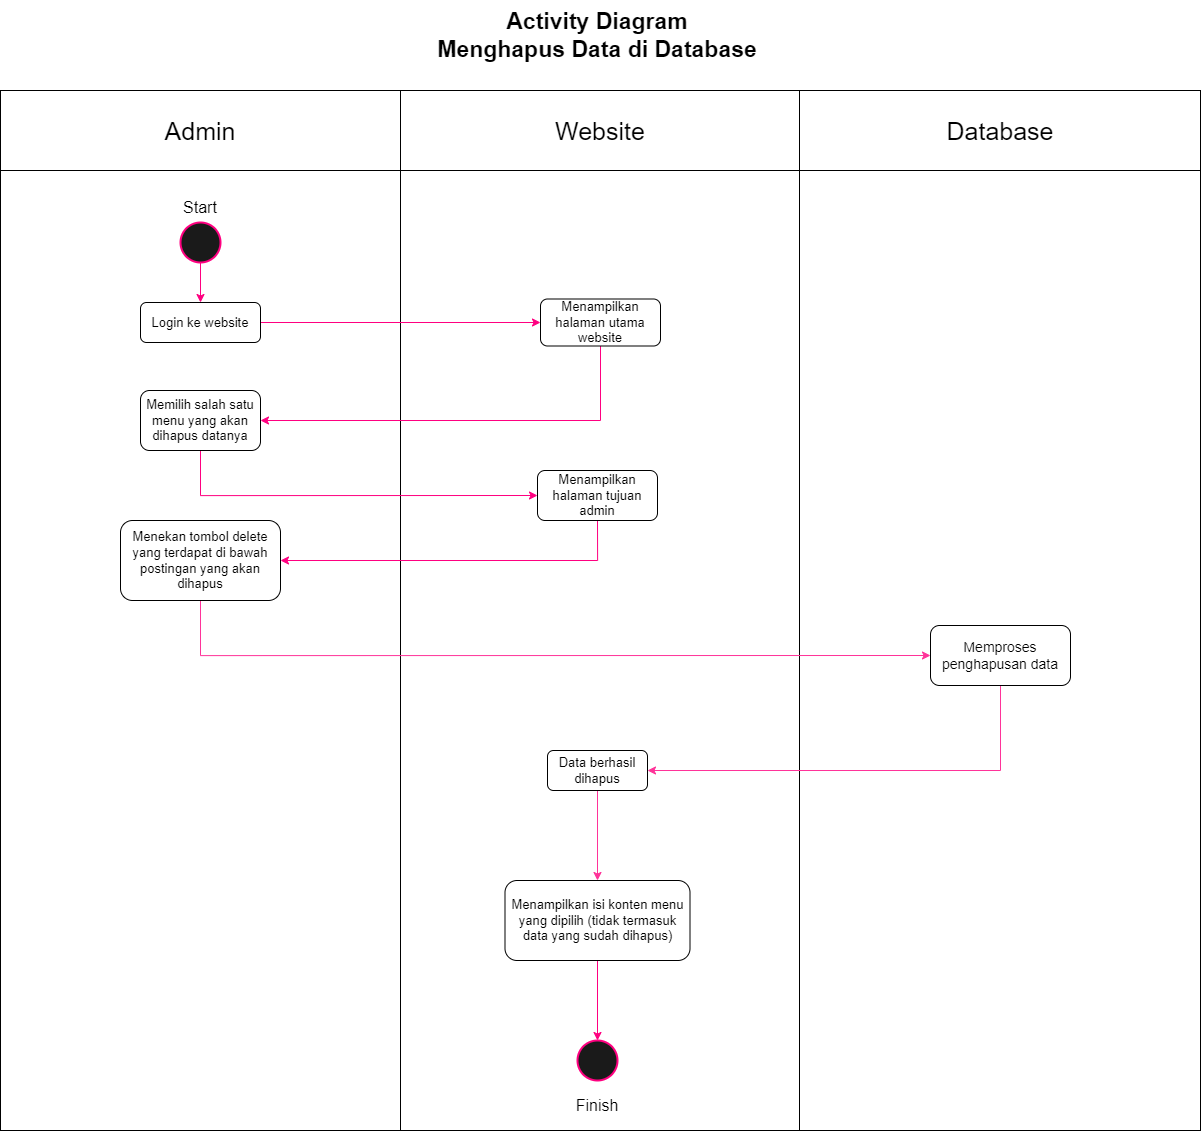 Activity Diagram
Menghapus Data di Database
Admin
Website
Database
Start
Login ke website
Menampilkan
halaman utama
website
Memilih salah satu
menu yang akan
dihapus datanya
Menampilkan
halaman tujuan
admin
Menekan tombol delete
yang terdapat di bawah
postingan yang akan
dihapus
Memproses
penghapusan data
Data berhasil
dihapus
Menampilkan isi konten menu
yang dipilih (tidak termasuk
data yang sudah dihapus)
Finish